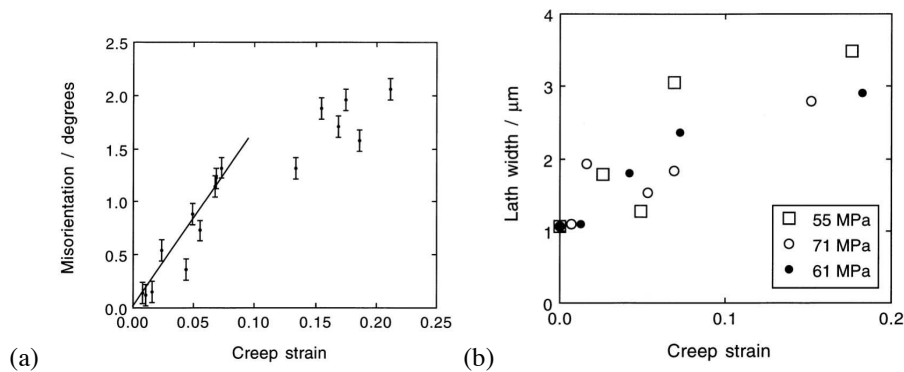 2.5
2.0
1.5
1.0
0.5
0.0
Misorientation / degrees
0.00 0.05 0.10 0.15 0.20 0.25
Creep strain
(a)
4
3
2
1
0
Lath width / μm
55 MPa
71 MPa
61 MPa
0.0 0.1 0.2
Creep strain
(b)